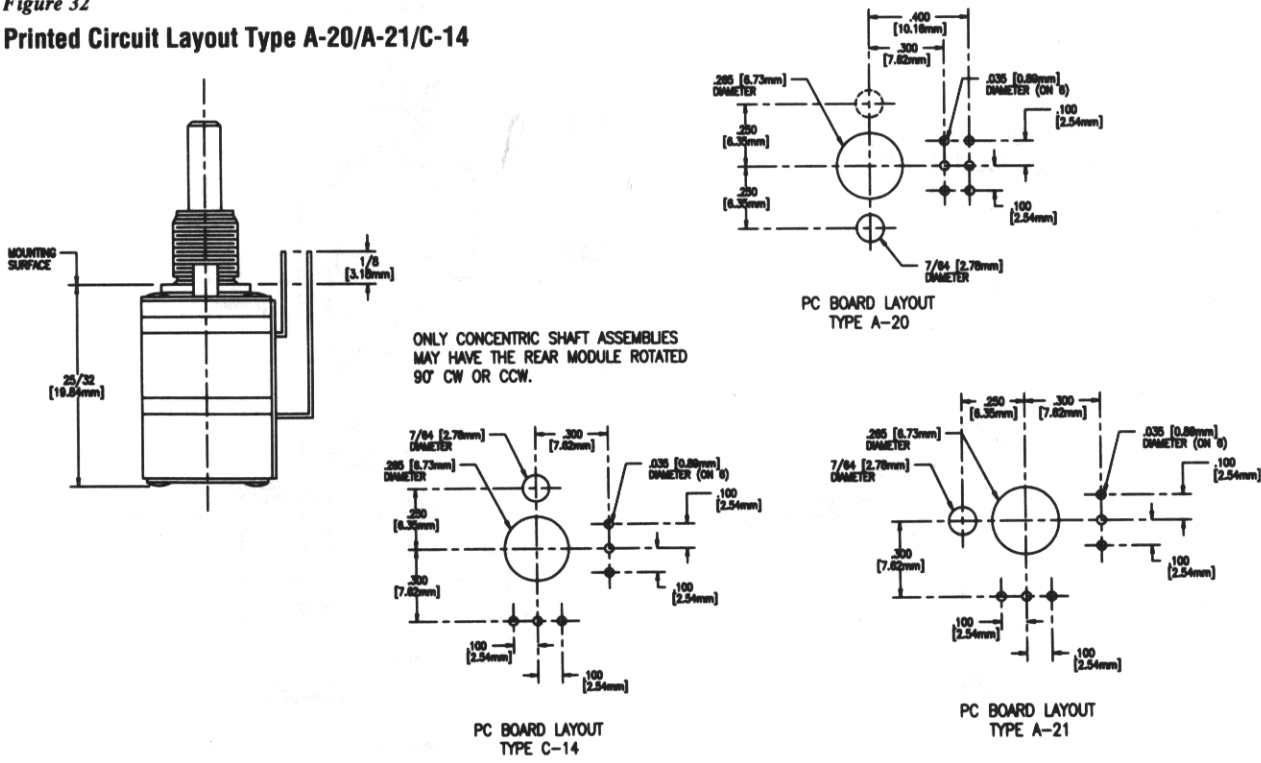 Figure 32
Printed Circuit Layout Type A-20/A-21/C-14
MOUNTING
SURFACE
1/8
[3.18mm]
25/32
[19.84mm]
.400
[10.16mm]
.300
[7.62mm]
.265 [6.73mm]
DIAMETER
.035 [0.89mm]
DIAMETER (ON 6)
.100
[2.54mm]
.250
[6.35mm]
.250
[6.35mm]
.100
[2.54mm]
7/64 [2.78mm]
DIAMETER
PC BOARD LAYOUT
TYPE A-20
ONLY CONCENTRIC SHAFT ASSEMBLIES
MAY HAVE THE REAR MODULE ROTATED
90° CW OR CCW.
7/64 [2.78mm]
DIAMETER
.300
[7.62mm]
.265 [6.73mm]
DIAMETER
.035 [0.89mm]
DIAMETER (ON 6)
.100
[2.54mm]
.250
[6.35mm]
.300
[7.62mm]
.100
[2.54mm]
.100
[2.54mm]
.100
[2.54mm]
PC BOARD LAYOUT
TYPE C-14
.250
[6.35mm]
.300
[7.62mm]
.265 [6.73mm]
DIAMETER
.035 [0.89mm]
DIAMETER (ON 6)
7/64 [2.78mm]
DIAMETER
.100
[2.54mm]
.300
[7.62mm]
.100
[2.54mm]
.100
[2.54mm]
.100
[2.54mm]
PC BOARD LAYOUT
TYPE A-21